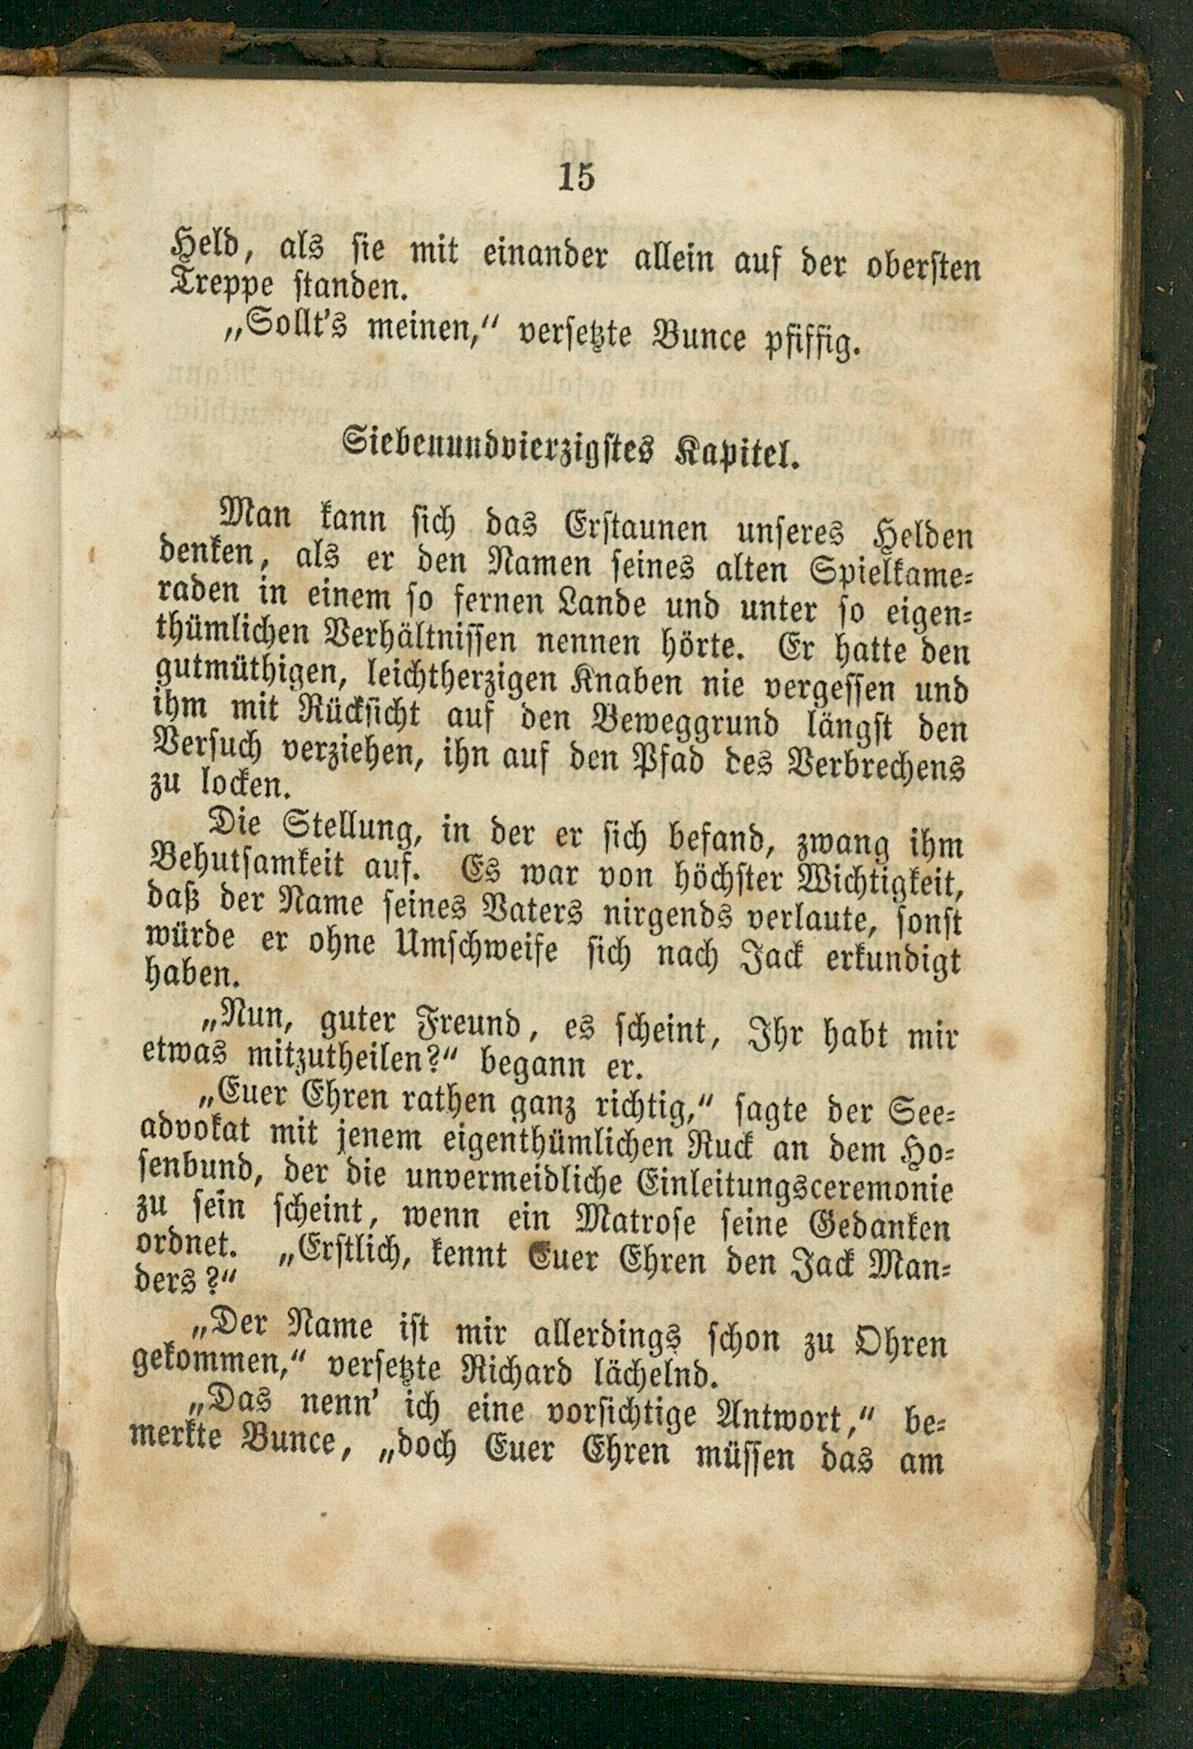 15
Held, als sie mit einander allein auf der obersten
Treppe standen.
„Sollt's meinen,“ versetzte Bunce pfiffig.
Siebenundvierzigstes Kapitel.
Man kann sich das Erstaunen unseres Helden
denken, als er den Namen seines alten Spielkame-
raden in einem so fernen Lande und unter so eigen-
thümlichen Verhältnissen nennen hörte. Er hatte den
gutmüthigen, leichtherzigen Knaben nie vergessen und
ihm mit Rücksicht auf den Beweggrund längst den
Versuch verziehen, ihn auf den Pfad des Verbrechens
zu locken.
Die Stellung, in der er sich befand, zwang ihm
Behutsamkeit auf. Es war von höchster Wichtigkeit,
daß der Name seines Vaters nirgends verlaute, sonst
würde er ohne Umschweife sich nach Jack erkundigt
haben.
„Nun, guter Freund, es scheint, Ihr habt mir
etwas mitzutheilen?“ begann er.
„Euer Ehren rathen ganz richtig,“ sagte der See-
advokat mit jenem eigenthümlichen Ruck an dem Ho-
senbund, der die unvermeidliche Einleitungsceremonie
zu sein scheint, wenn ein Matrose seine Gedanken
ordnet. „Erstlich, kennt Euer Ehren den Jack Man-
ders?“
„Der Name ist mir allerdings schon zu Ohren
gekommen,“ versetzte Richard lächelnd.
„Das nenn' ich eine vorsichtige Antwort,“ be-
merkte Bunce, „doch Euer Ehren müssen das am